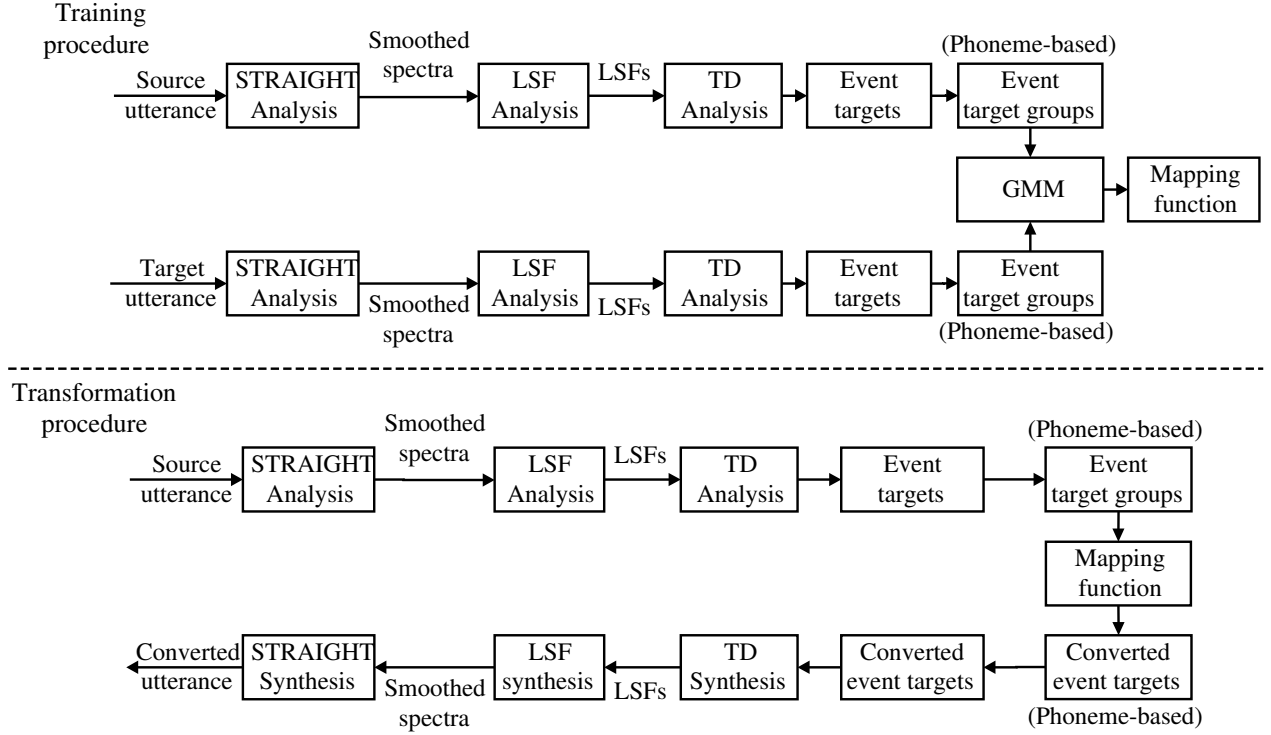 Training
procedure
Source
utterance
STRAIGHT
Analysis
Smoothed
spectra
LSF
Analysis
LSFs
TD
Analysis
Event
targets
(Phoneme-based)
Event
target groups
GMM
Mapping
function
Target
utterance
STRAIGHT
Analysis
Smoothed
spectra
LSF
Analysis
LSFs
TD
Analysis
Event
targets
Event
target groups
(Phoneme-based)
Transformation
procedure
Source
utterance
STRAIGHT
Analysis
Smoothed
spectra
LSF
Analysis
LSFs
TD
Analysis
Event
targets
(Phoneme-based)
Event
target groups
Mapping
function
Converted
utterance
STRAIGHT
Synthesis
Smoothed
spectra
LSF
synthesis
LSFs
TD
Synthesis
Converted
event targets
Converted
event targets
(Phoneme-based)